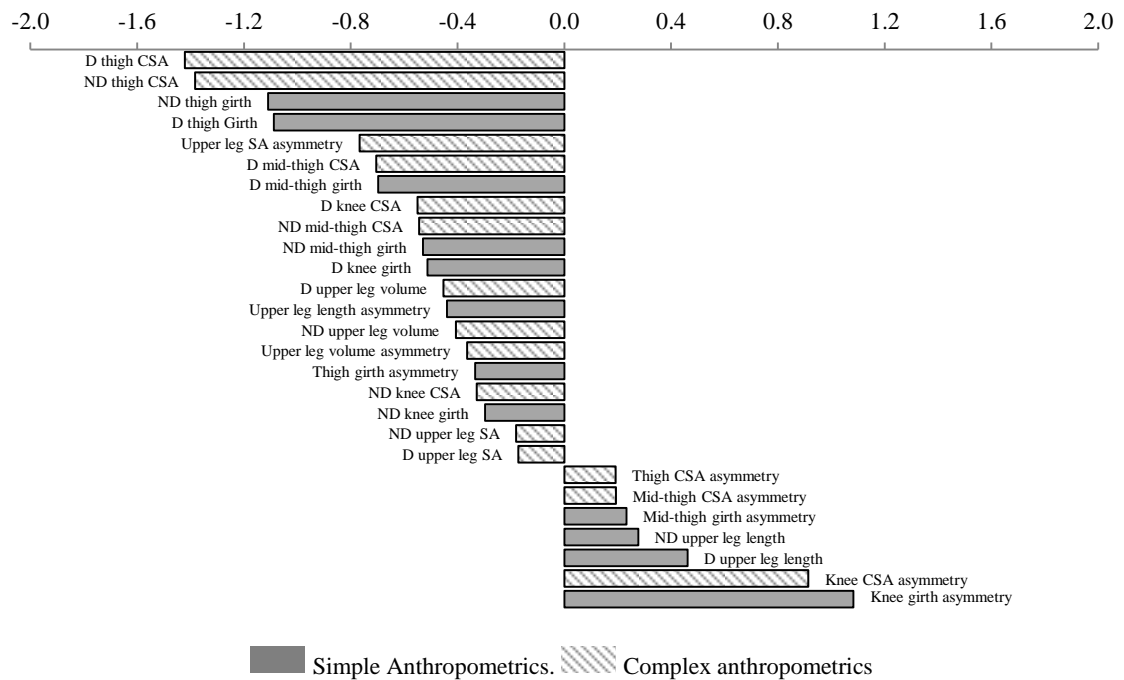 -2.0 -1.6 -1.2 -0.8 -0.4 0.0 0.4 0.8 1.2 1.6 2.0
D thigh CSA
ND thigh CSA
ND thigh girth
D thigh Girth
Upper leg SA asymmetry
D mid-thigh CSA
D mid-thigh girth
D knee CSA
ND mid-thigh CSA
ND mid-thigh girth
D knee girth
D upper leg volume
Upper leg length asymmetry
ND upper leg volume
Upper leg volume asymmetry
Thigh girth asymmetry
ND knee CSA
ND knee girth
ND upper leg SA
D upper leg SA
Thigh CSA asymmetry
Mid-thigh CSA asymmetry
Mid-thigh girth asymmetry
ND upper leg length
D upper leg length
Knee CSA asymmetry
Knee girth asymmetry
Simple Anthropometrics. Complex anthropometrics